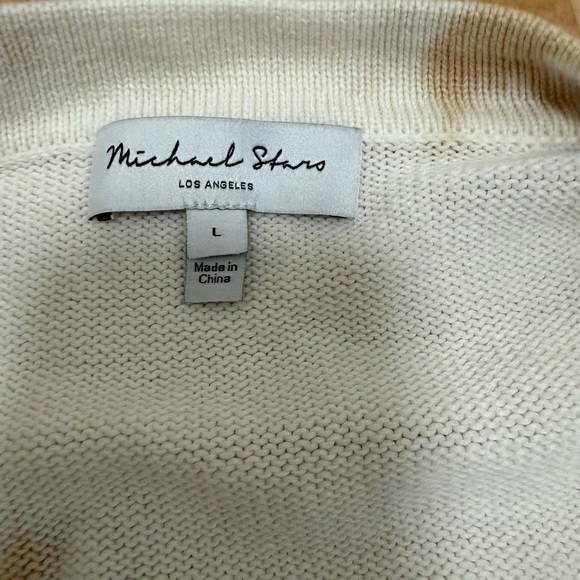 Michael Stars
LOS ANGELES
L
Made in
China